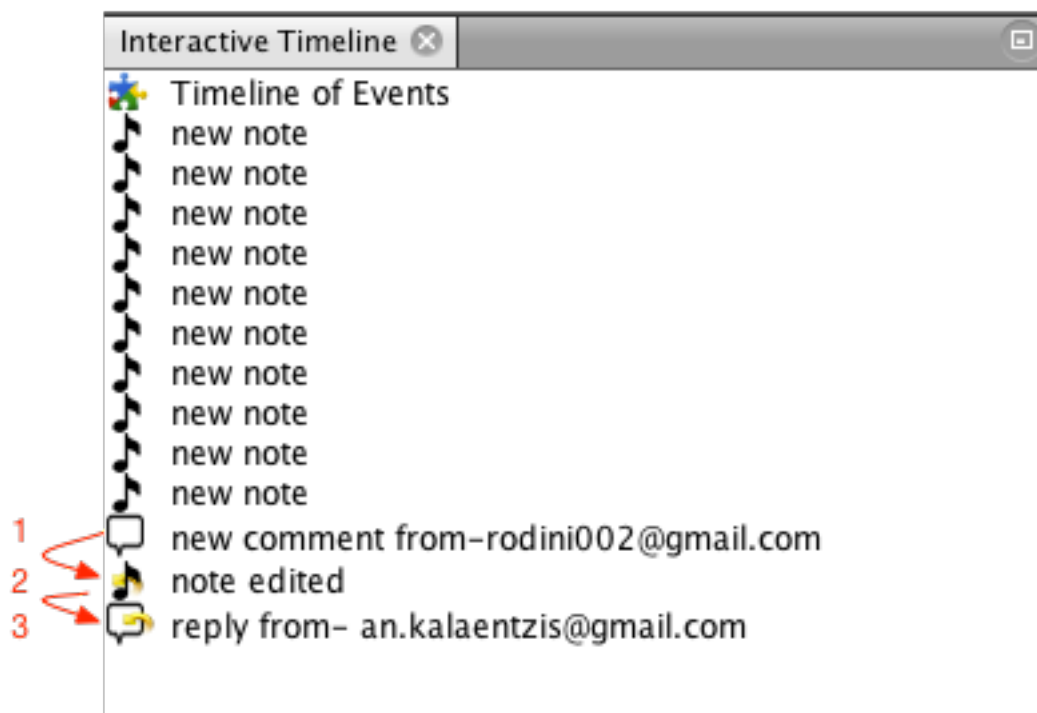 Interactive Timeline
Timeline of Events
new note
new note
new note
new note
new note
new note
new note
new note
new note
new note
1 new comment from-rodini002@gmail.com
2 note edited
3 reply from- an.kalaentzis@gmail.com